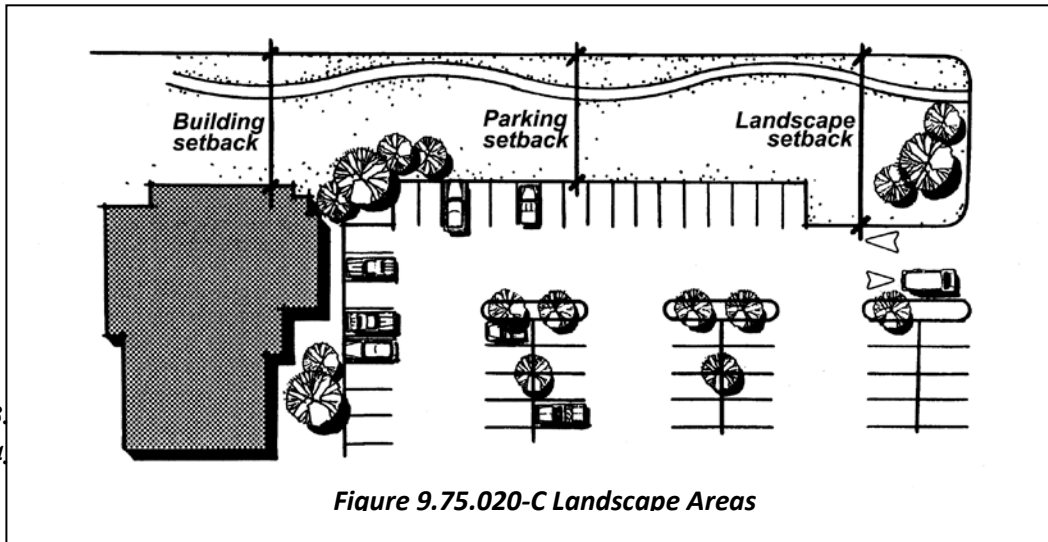 Building
setback
Parking
setback
Landscape
setback
Figure 9.75.020-C Landscape Areas